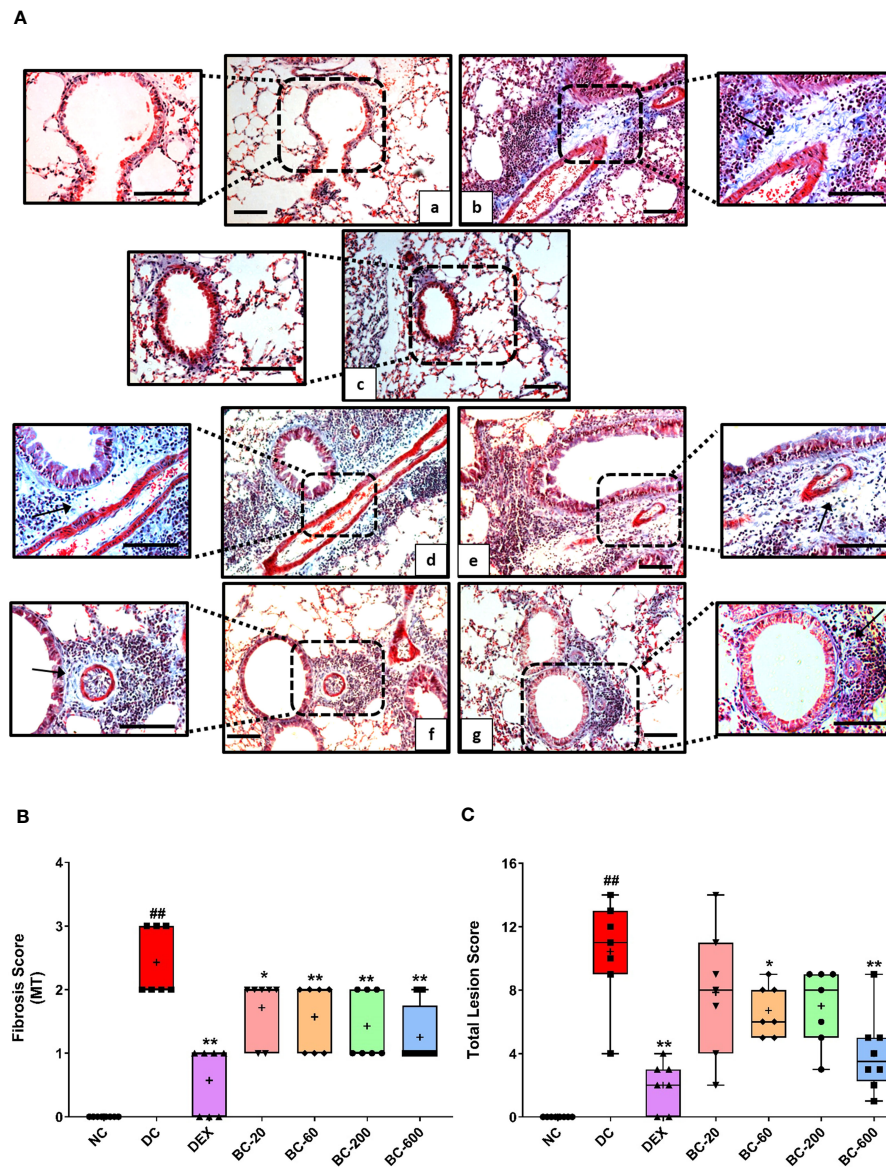 A
a
b
c
d
e
f
g
B
C
Fibrosis Score
(MT)
4
3
2
1
0
##
**
*
**
**
**
NC
DC
DEX
BC-20
BC-60
BC-200
BC-600
Total Lesion Score
16
12
8
4
0
##
**
*
**
NC
DC
DEX
BC-20
BC-60
BC-200
BC-600